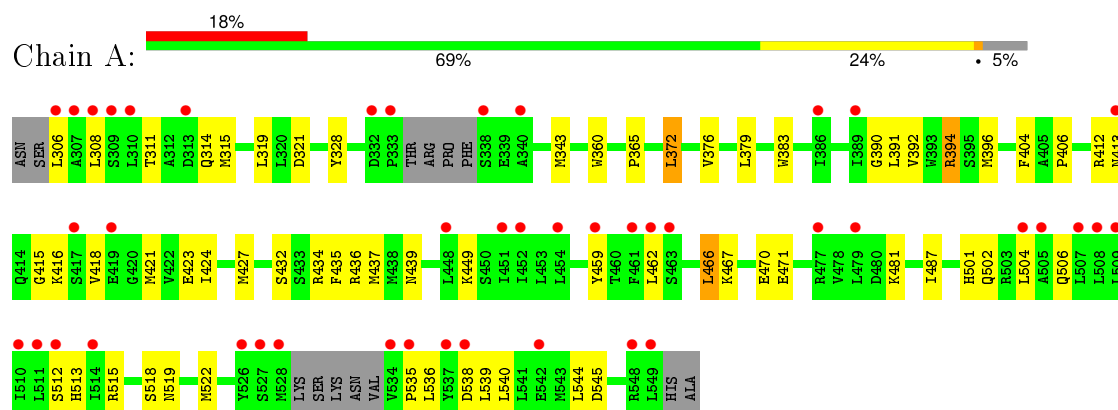 18%
Chain A:
69% 24% • 5%
ASN SER L306 A307 L308 S309 L310 T311 A312 D313 Q314 M315 L319 L320 D321 Y328 D332 P333 THR ARG PRO PHE S338 E339 A340 M343 W360 P365 L372 V376 L379 W383 I386 I389 G390 L391 V392 W393 R394 S395 M396 F404 A405 P406 R412 N413
Q414 G415 K416 S417 V418 E419 G420 M421 V422 E423 I424 M427 S432 S433 R434 F435 R436 M437 M438 N439 L448 K449 S450 I451 I452 L453 L454 Y459 T460 F461 L462 S463 L466 K467 E470 E471 R477 V478 L479 D480 K481 I487 H501 Q502 R503 L504 A505 Q506 L507 L508 L509
I510 L511 S512 H513 I514 R515 S518 N519 M522 Y526 S527 M528 LYS SER LYS ASN VAL V534 P535 L536 Y537 D538 L539 L540 L541 E542 M543 L544 D545 R548 L549 HIS ALA